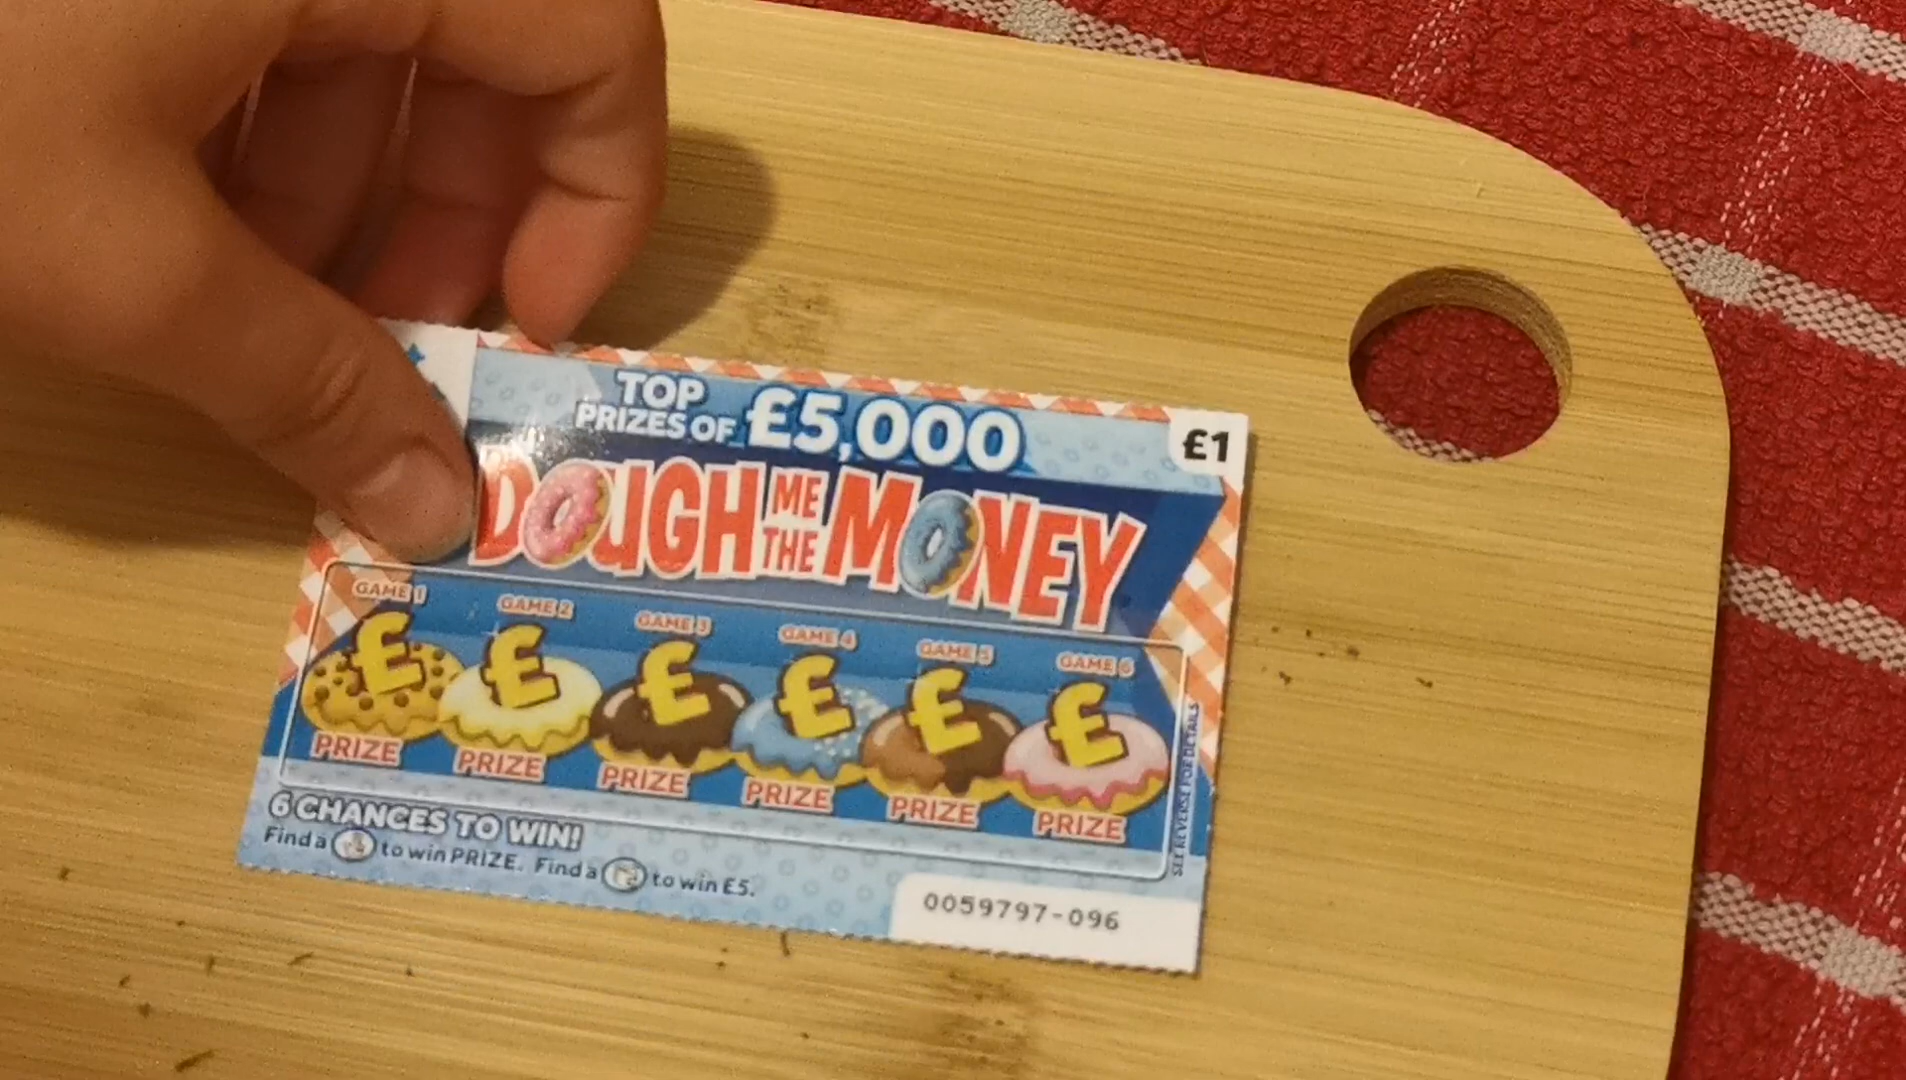 TOP
PRIZES OF £5,000
£1
DOUGH ME THE MONEY
GAME 1 GAME 2 GAME 3 GAME 4 GAME 5 GAME 6
£ £ £ £ £ £
PRIZE PRIZE PRIZE PRIZE PRIZE PRIZE
SEE REVERSE FOR DETAILS
6 CHANCES TO WIN!
Find a to win PRIZE. Find a to win £5.
0059797-096